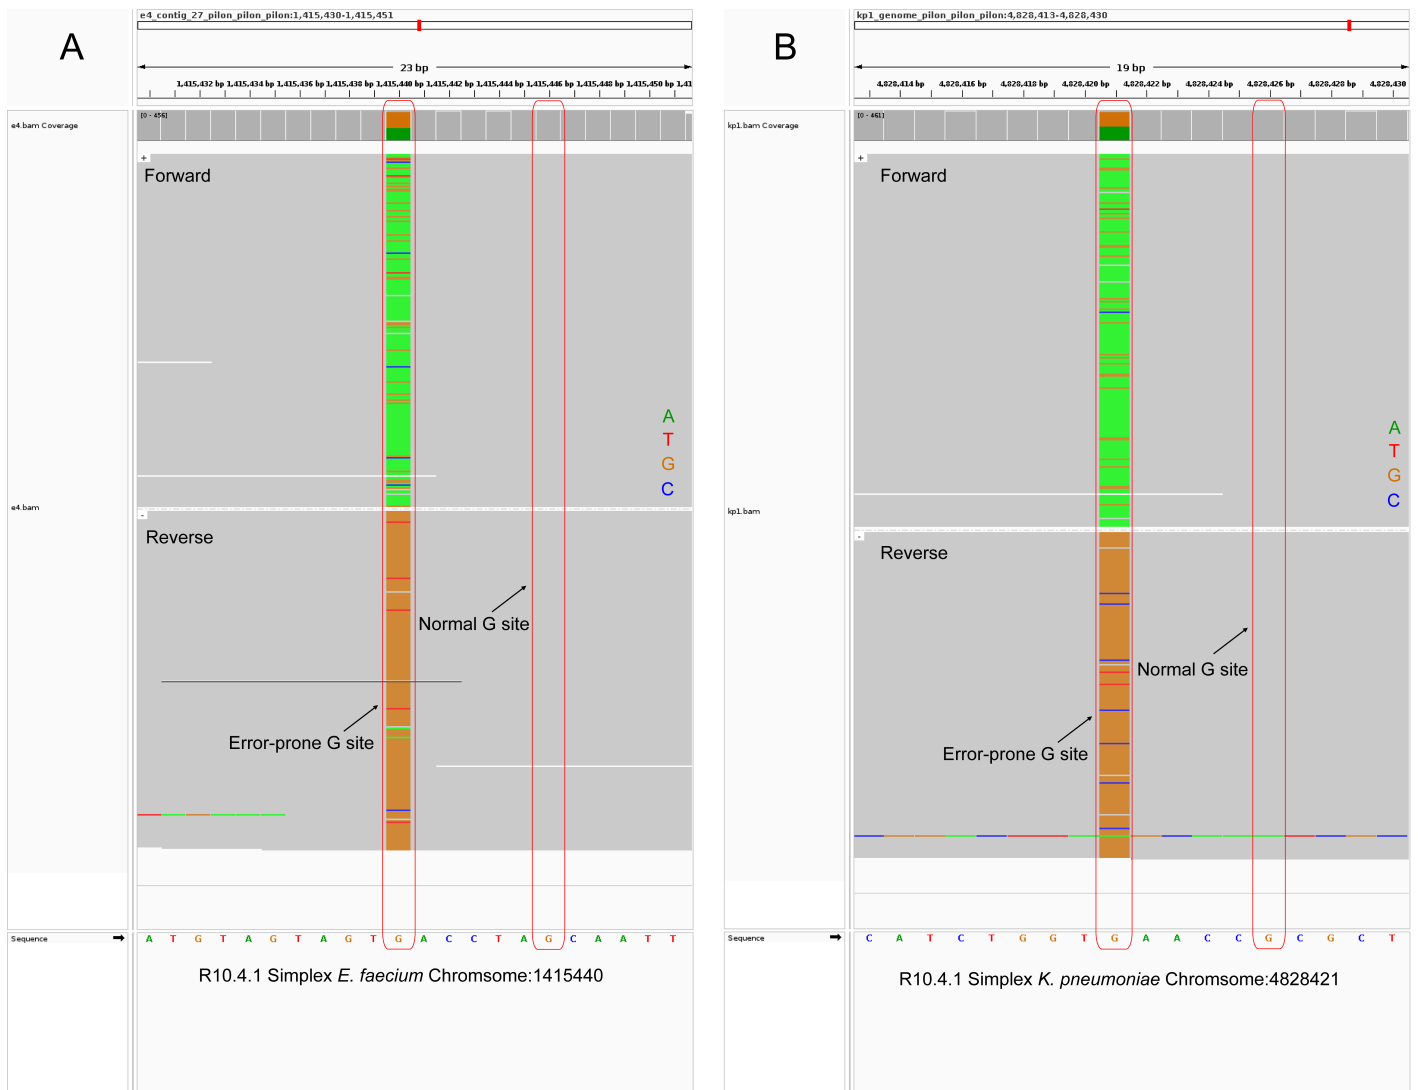 A
e4_contig_27_pilon_pilon_pilon:1,415,430-1,415,451
23 bp
1,415,432 bp 1,415,434 bp 1,415,436 bp 1,415,438 bp 1,415,440 bp 1,415,442 bp 1,415,444 bp 1,415,446 bp 1,415,448 bp 1,415,450 bp 1,41
e4.bam Coverage
[0 - 456]
+
Forward
A
T
G
C
e4.bam
-
Reverse
Normal G site
Error-prone G site
Sequence
A T G T A G T A G T G A C C T A G C A A T T
R10.4.1 Simplex E. faecium Chromsome:1415440
B
kp1_genome_pilon_pilon_pilon:4,828,413-4,828,430
19 bp
4,828,414 bp 4,828,416 bp 4,828,418 bp 4,828,420 bp 4,828,422 bp 4,828,424 bp 4,828,426 bp 4,828,428 bp 4,828,430
kp1.bam Coverage
[0 - 461]
+
Forward
A
T
G
C
kp1.bam
-
Reverse
Normal G site
Error-prone G site
Sequence
C A T C T G G T G A A C C G C G C T
R10.4.1 Simplex K. pneumoniae Chromsome:4828421